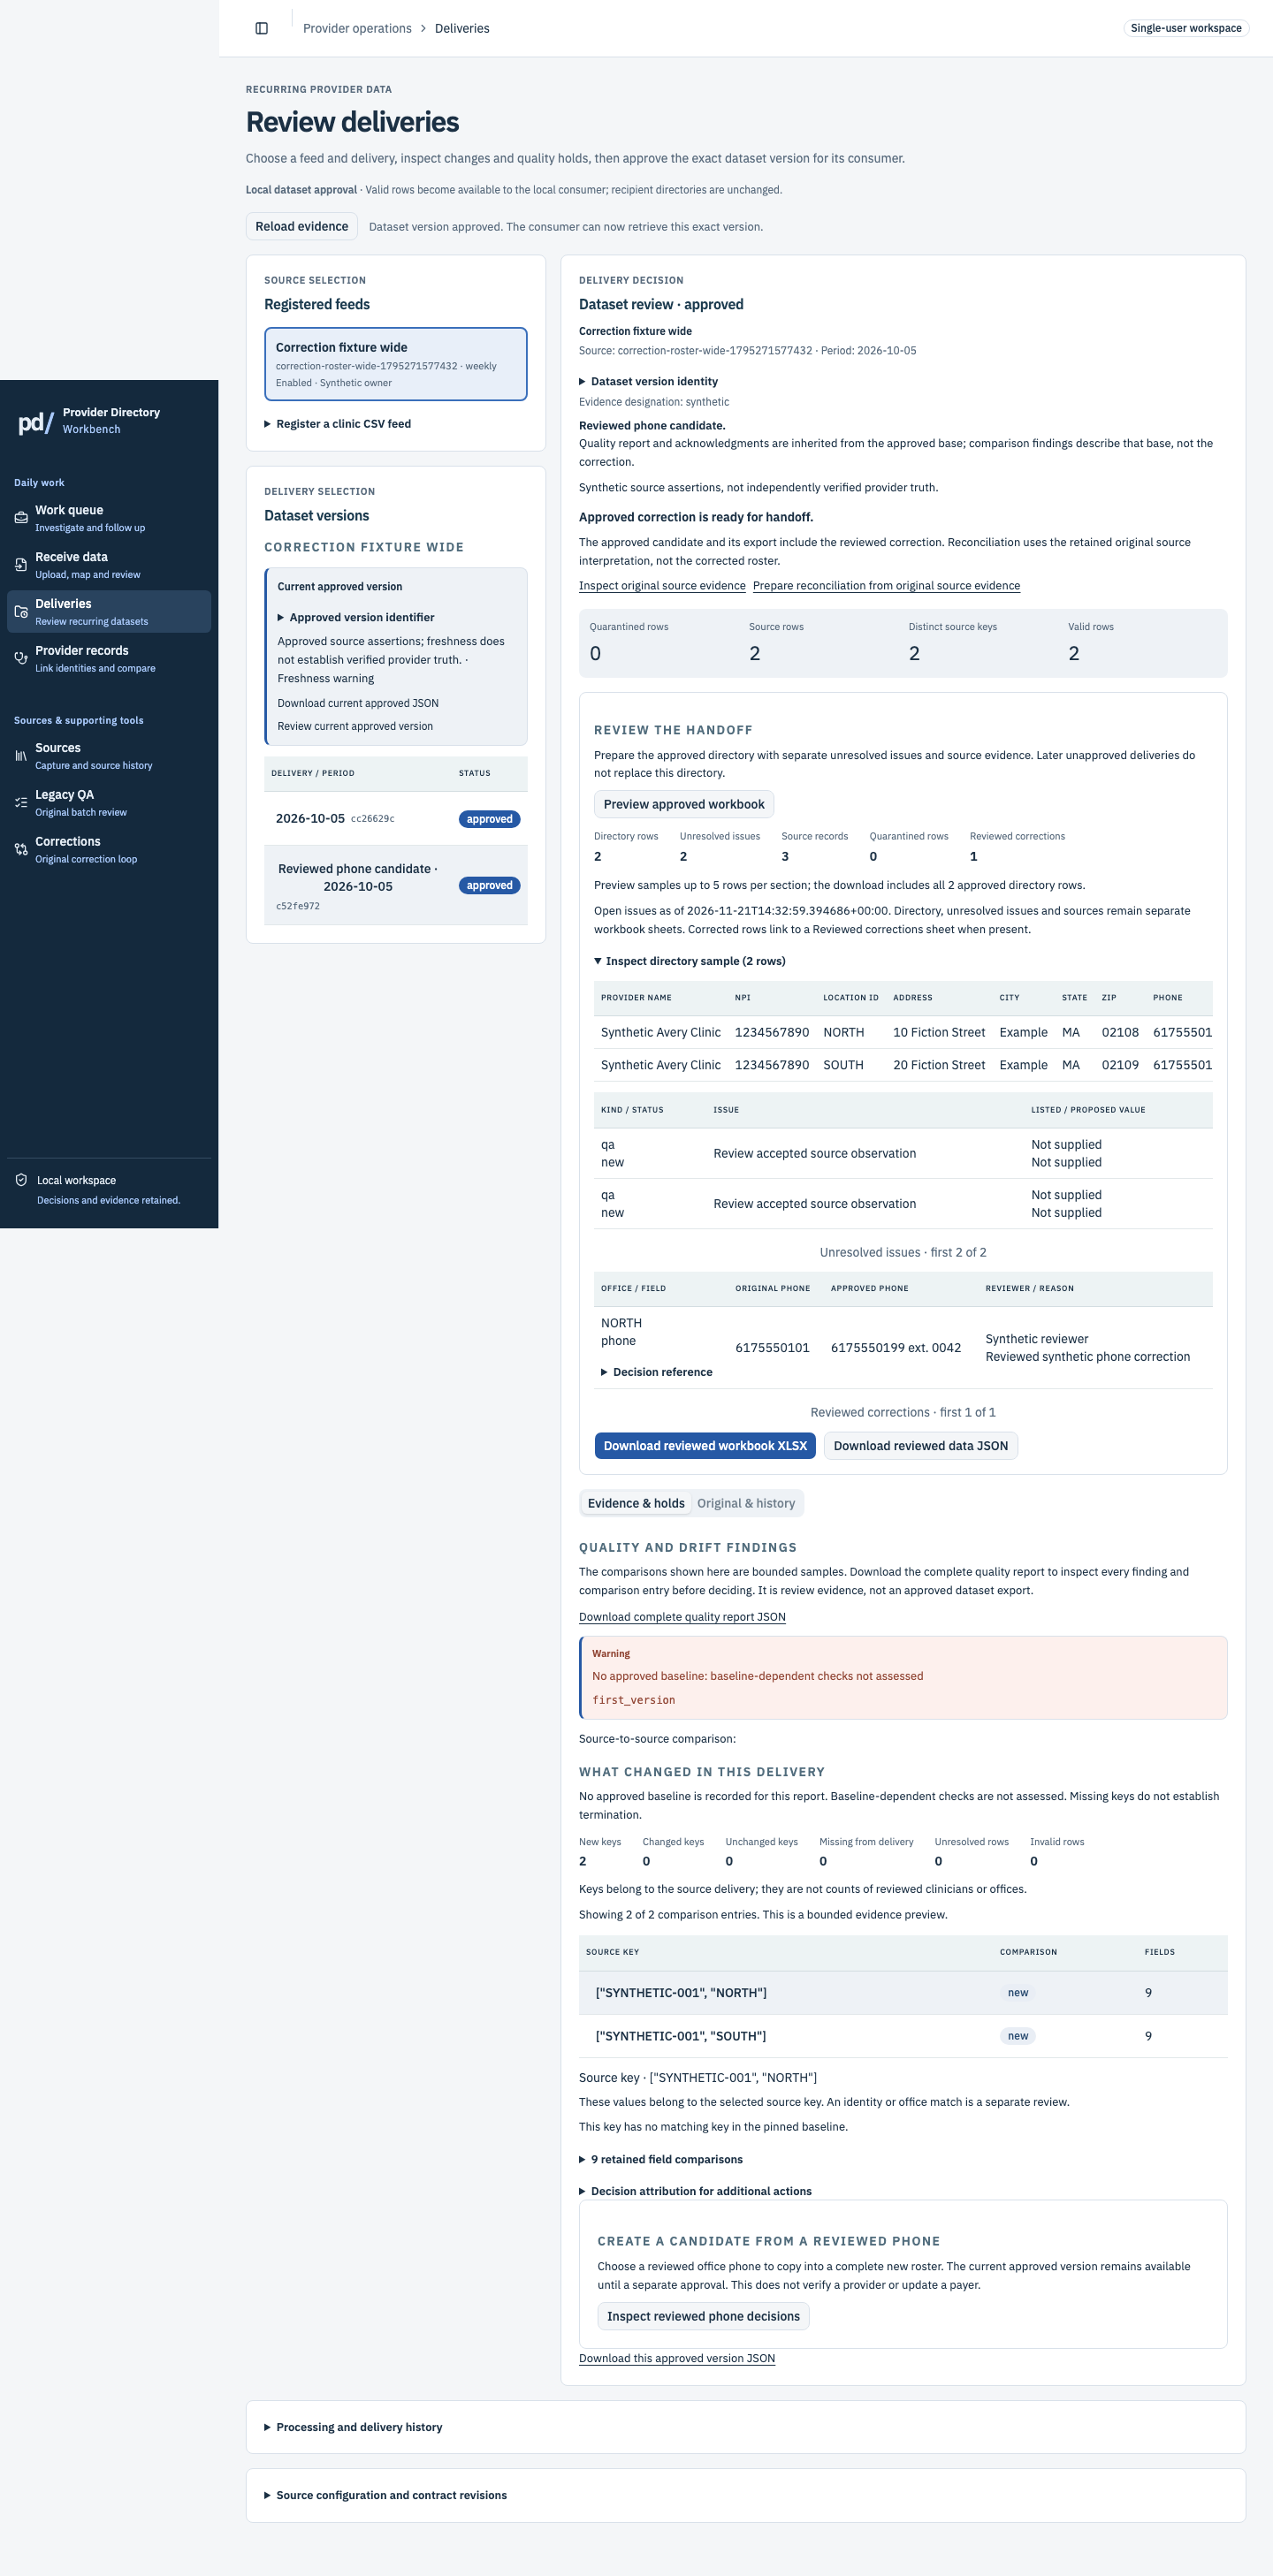 Provider operations > Deliveries
Single-user workspace
RECURRING PROVIDER DATA
Review deliveries
Choose a feed and delivery, inspect changes and quality holds, then approve the exact dataset version for its consumer.
Local dataset approval · Valid rows become available to the local consumer; recipient directories are unchanged.
Reload evidence
Dataset version approved. The consumer can now retrieve this exact version.
pd/
Provider Directory
Workbench
Daily work
Work queue
Investigate and follow up
Receive data
Upload, map and review
Deliveries
Review recurring datasets
Provider records
Link identities and compare
Sources & supporting tools
Sources
Capture and source history
Legacy QA
Original batch review
Corrections
Original correction loop
Local workspace
Decisions and evidence retained.
SOURCE SELECTION
Registered feeds
Correction fixture wide
correction-roster-wide-1795271577432 · weekly
Enabled · Synthetic owner
Register a clinic CSV feed
DELIVERY SELECTION
Dataset versions
CORRECTION FIXTURE WIDE
Current approved version
Approved version identifier
Approved source assertions; freshness does
not establish verified provider truth. ·
Freshness warning
Download current approved JSON
Review current approved version
DELIVERY / PERIOD STATUS
2026-10-05 cc26629c approved
Reviewed phone candidate ·
2026-10-05
approved
c52fe972
DELIVERY DECISION
Dataset review · approved
Correction fixture wide
Source: correction-roster-wide-1795271577432 · Period: 2026-10-05
Dataset version identity
Evidence designation: synthetic
Reviewed phone candidate.
Quality report and acknowledgments are inherited from the approved base; comparison findings describe that base, not the
correction.
Synthetic source assertions, not independently verified provider truth.
Approved correction is ready for handoff.
The approved candidate and its export include the reviewed correction. Reconciliation uses the retained original source
interpretation, not the corrected roster.
Inspect original source evidence Prepare reconciliation from original source evidence
Quarantined rows Source rows Distinct source keys Valid rows
0 2 2 2
REVIEW THE HANDOFF
Prepare the approved directory with separate unresolved issues and source evidence. Later unapproved deliveries do
not replace this directory.
Preview approved workbook
Directory rows Unresolved issues Source records Quarantined rows Reviewed corrections
2 2 3 0 1
Preview samples up to 5 rows per section; the download includes all 2 approved directory rows.
Open issues as of 2026-11-21T14:32:59.394686+00:00. Directory, unresolved issues and sources remain separate
workbook sheets. Corrected rows link to a Reviewed corrections sheet when present.
Inspect directory sample (2 rows)
PROVIDER NAME NPI LOCATION ID ADDRESS CITY STATE ZIP PHONE
Synthetic Avery Clinic 1234567890 NORTH 10 Fiction Street Example MA 02108 61755501
Synthetic Avery Clinic 1234567890 SOUTH 20 Fiction Street Example MA 02109 61755501
KIND / STATUS ISSUE LISTED / PROPOSED VALUE
qa
new
Review accepted source observation
Not supplied
Not supplied
qa
new
Review accepted source observation
Not supplied
Not supplied
Unresolved issues · first 2 of 2
OFFICE / FIELD ORIGINAL PHONE APPROVED PHONE REVIEWER / REASON
NORTH
phone
Decision reference
6175550101
6175550199 ext. 0042
Synthetic reviewer
Reviewed synthetic phone correction
Reviewed corrections · first 1 of 1
Download reviewed workbook XLSX Download reviewed data JSON
Evidence & holds Original & history
QUALITY AND DRIFT FINDINGS
The comparisons shown here are bounded samples. Download the complete quality report to inspect every finding and
comparison entry before deciding. It is review evidence, not an approved dataset export.
Download complete quality report JSON
Warning
No approved baseline: baseline-dependent checks not assessed
first_version
Source-to-source comparison:
WHAT CHANGED IN THIS DELIVERY
No approved baseline is recorded for this report. Baseline-dependent checks are not assessed. Missing keys do not establish
termination.
New keys Changed keys Unchanged keys Missing from delivery Unresolved rows Invalid rows
2 0 0 0 0 0
Keys belong to the source delivery; they are not counts of reviewed clinicians or offices.
Showing 2 of 2 comparison entries. This is a bounded evidence preview.
SOURCE KEY COMPARISON FIELDS
["SYNTHETIC-001", "NORTH"] new 9
["SYNTHETIC-001", "SOUTH"] new 9
Source key · ["SYNTHETIC-001", "NORTH"]
These values belong to the selected source key. An identity or office match is a separate review.
This key has no matching key in the pinned baseline.
9 retained field comparisons
Decision attribution for additional actions
CREATE A CANDIDATE FROM A REVIEWED PHONE
Choose a reviewed office phone to copy into a complete new roster. The current approved version remains available
until a separate approval. This does not verify a provider or update a payer.
Inspect reviewed phone decisions
Download this approved version JSON
Processing and delivery history
Source configuration and contract revisions